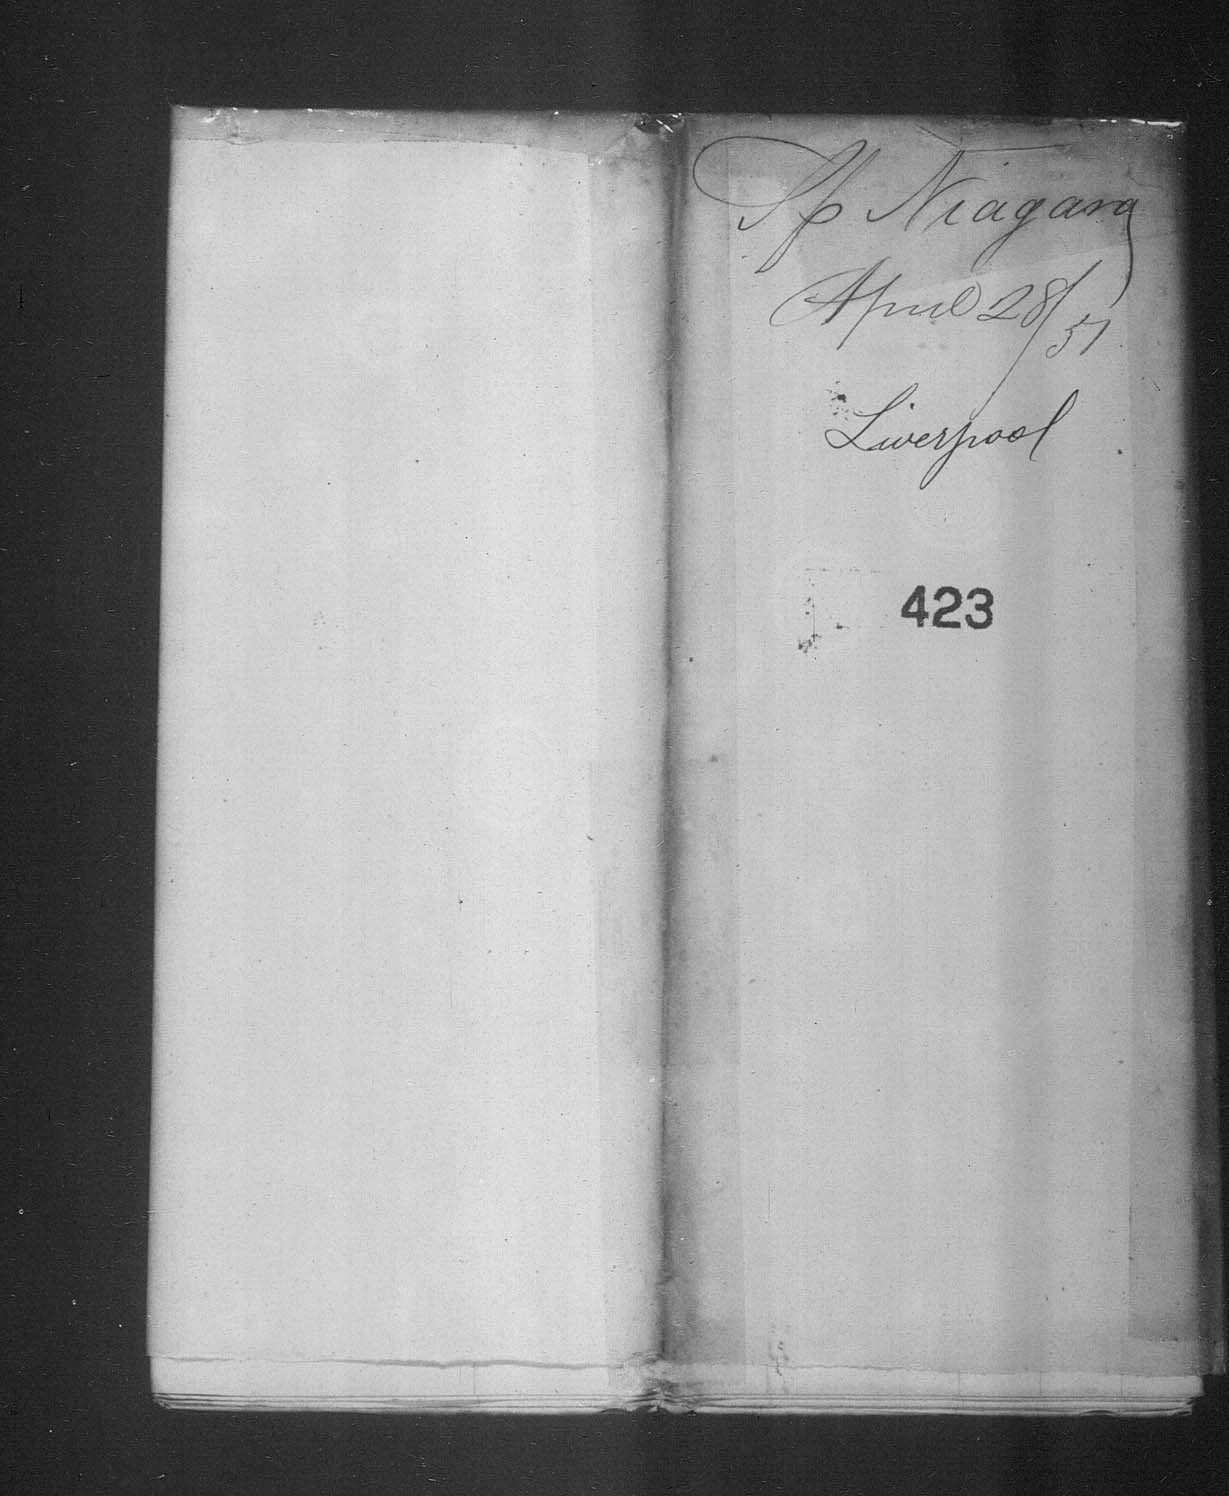 Sp Niagara
April 28/51
Liverpool
423